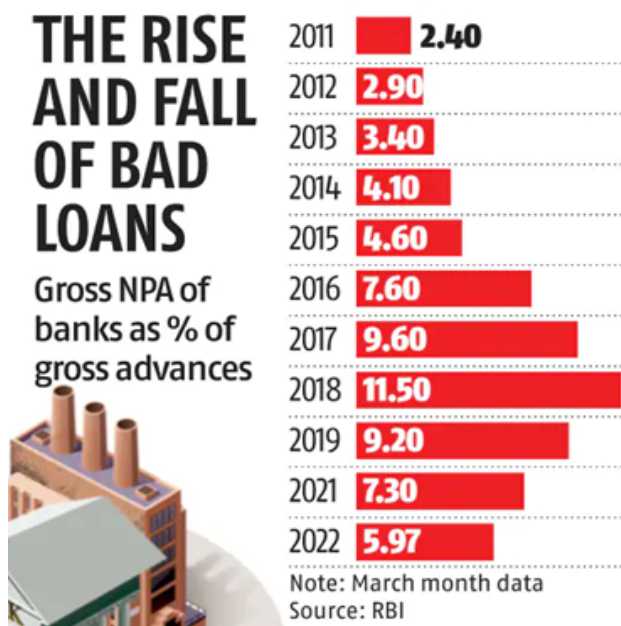 THE RISE
AND FALL
OF BAD
LOANS
Gross NPA of
banks as % of
gross advances
2011 2.40
2012 2.90
2013 3.40
2014 4.10
2015 4.60
2016 7.60
2017 9.60
2018 11.50
2019 9.20
2021 7.30
2022 5.97
Note: March month data
Source: RBI